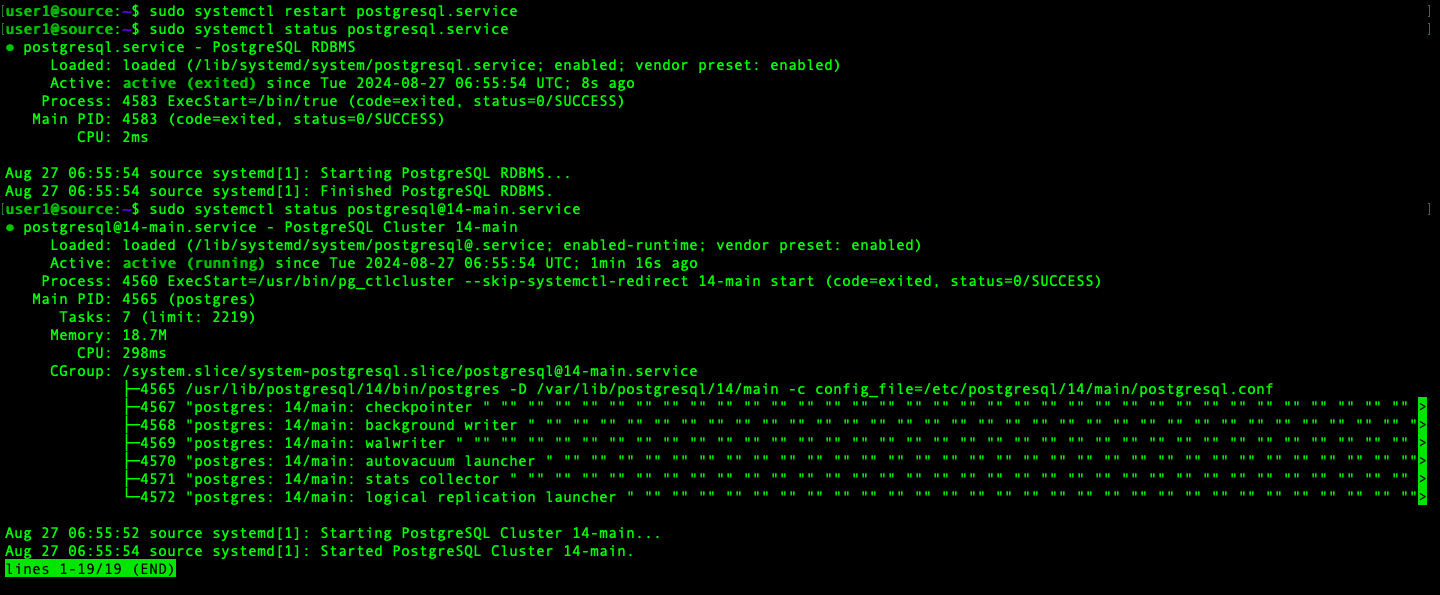 [user1@source:~$ sudo systemctl restart postgresql.service ]
[user1@source:~$ sudo systemctl status postgresql.service ]
● postgresql.service - PostgreSQL RDBMS
Loaded: loaded (/lib/systemd/system/postgresql.service; enabled; vendor preset: enabled)
Active: active (exited) since Tue 2024-08-27 06:55:54 UTC; 8s ago
Process: 4583 ExecStart=/bin/true (code=exited, status=0/SUCCESS)
Main PID: 4583 (code=exited, status=0/SUCCESS)
CPU: 2ms
Aug 27 06:55:54 source systemd[1]: Starting PostgreSQL RDBMS...
Aug 27 06:55:54 source systemd[1]: Finished PostgreSQL RDBMS.
[user1@source:~$ sudo systemctl status postgresql@14-main.service ]
● postgresql@14-main.service - PostgreSQL Cluster 14-main
Loaded: loaded (/lib/systemd/system/postgresql@.service; enabled-runtime; vendor preset: enabled)
Active: active (running) since Tue 2024-08-27 06:55:54 UTC; 1min 16s ago
Process: 4560 ExecStart=/usr/bin/pg_ctlcluster --skip-systemctl-redirect 14-main start (code=exited, status=0/SUCCESS)
Main PID: 4565 (postgres)
Tasks: 7 (limit: 2219)
Memory: 18.7M
CPU: 298ms
CGroup: /system.slice/system-postgresql.slice/postgresql@14-main.service
├─4565 /usr/lib/postgresql/14/bin/postgres -D /var/lib/postgresql/14/main -c config_file=/etc/postgresql/14/main/postgresql.conf
├─4567 "postgres: 14/main: checkpointer " "" "" "" "" "" "" "" "" "" "" "" "" "" "" "" "" "" "" "" "" "" "" "" "" "" "" "" "" "" "" "" "" "" "" >
├─4568 "postgres: 14/main: background writer " "" "" "" "" "" "" "" "" "" "" "" "" "" "" "" "" "" "" "" "" "" "" "" "" "" "" "" "" "" "" "" "">
├─4569 "postgres: 14/main: walwriter " "" "" "" "" "" "" "" "" "" "" "" "" "" "" "" "" "" "" "" "" "" "" "" "" "" "" "" "" "" "" "" "" "" "" "" >
├─4570 "postgres: 14/main: autovacuum launcher " "" "" "" "" "" "" "" "" "" "" "" "" "" "" "" "" "" "" "" "" "" "" "" "" "" "" "" "" "" "" "" "">
├─4571 "postgres: 14/main: stats collector " "" "" "" "" "" "" "" "" "" "" "" "" "" "" "" "" "" "" "" "" "" "" "" "" "" "" "" "" "" "" "" "" "" >
└─4572 "postgres: 14/main: logical replication launcher " "" "" "" "" "" "" "" "" "" "" "" "" "" "" "" "" "" "" "" "" "" "" "" "" "" "" "" "" "">
Aug 27 06:55:52 source systemd[1]: Starting PostgreSQL Cluster 14-main...
Aug 27 06:55:54 source systemd[1]: Started PostgreSQL Cluster 14-main.
lines 1-19/19 (END)